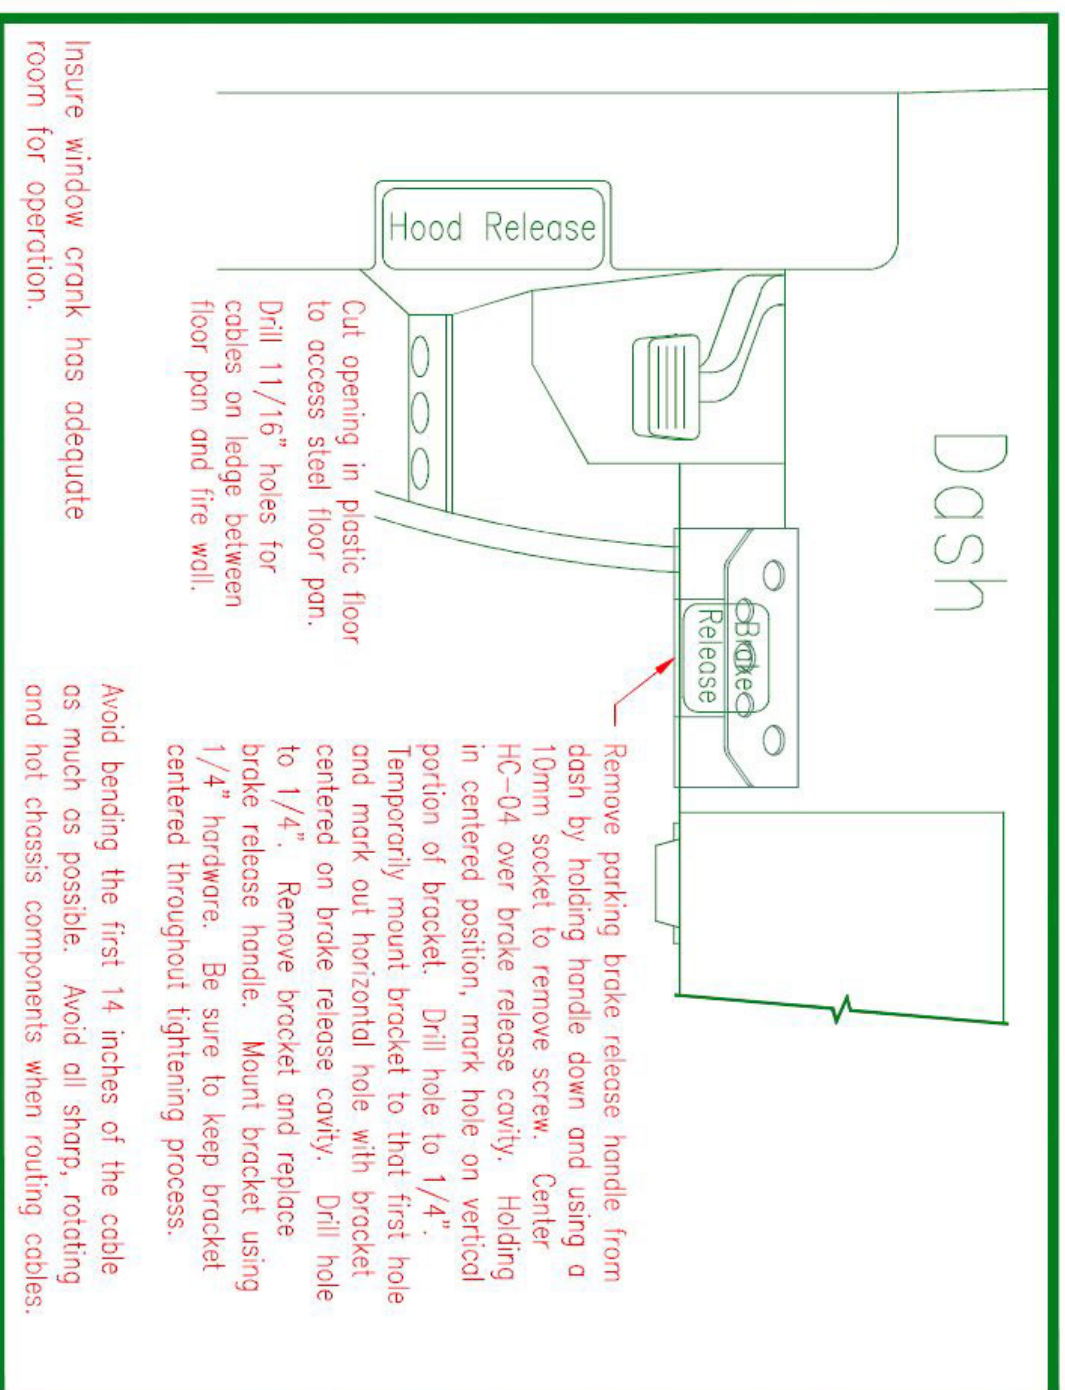 Dash
Hood Release
Brake
Release
Remove parking brake release handle from
dash by holding handle down and using a
10mm socket to remove screw. Center
HC-04 over brake release cavity. Holding
in centered position, mark hole on vertical
portion of bracket. Drill hole to 1/4".
Temporarily mount bracket to that first hole
and mark out horizontal hole with bracket
centered on brake release cavity. Drill hole
to 1/4". Remove bracket and replace
brake release handle. Mount bracket using
1/4" hardware. Be sure to keep bracket
centered throughout tightening process.
Cut opening in plastic floor
to access steel floor pan.
Drill 11/16" holes for
cables on ledge between
floor pan and fire wall.
Insure window crank has adequate
room for operation.
Avoid bending the first 14 inches of the cable
as much as possible. Avoid all sharp, rotating
and hot chassis components when routing cables.